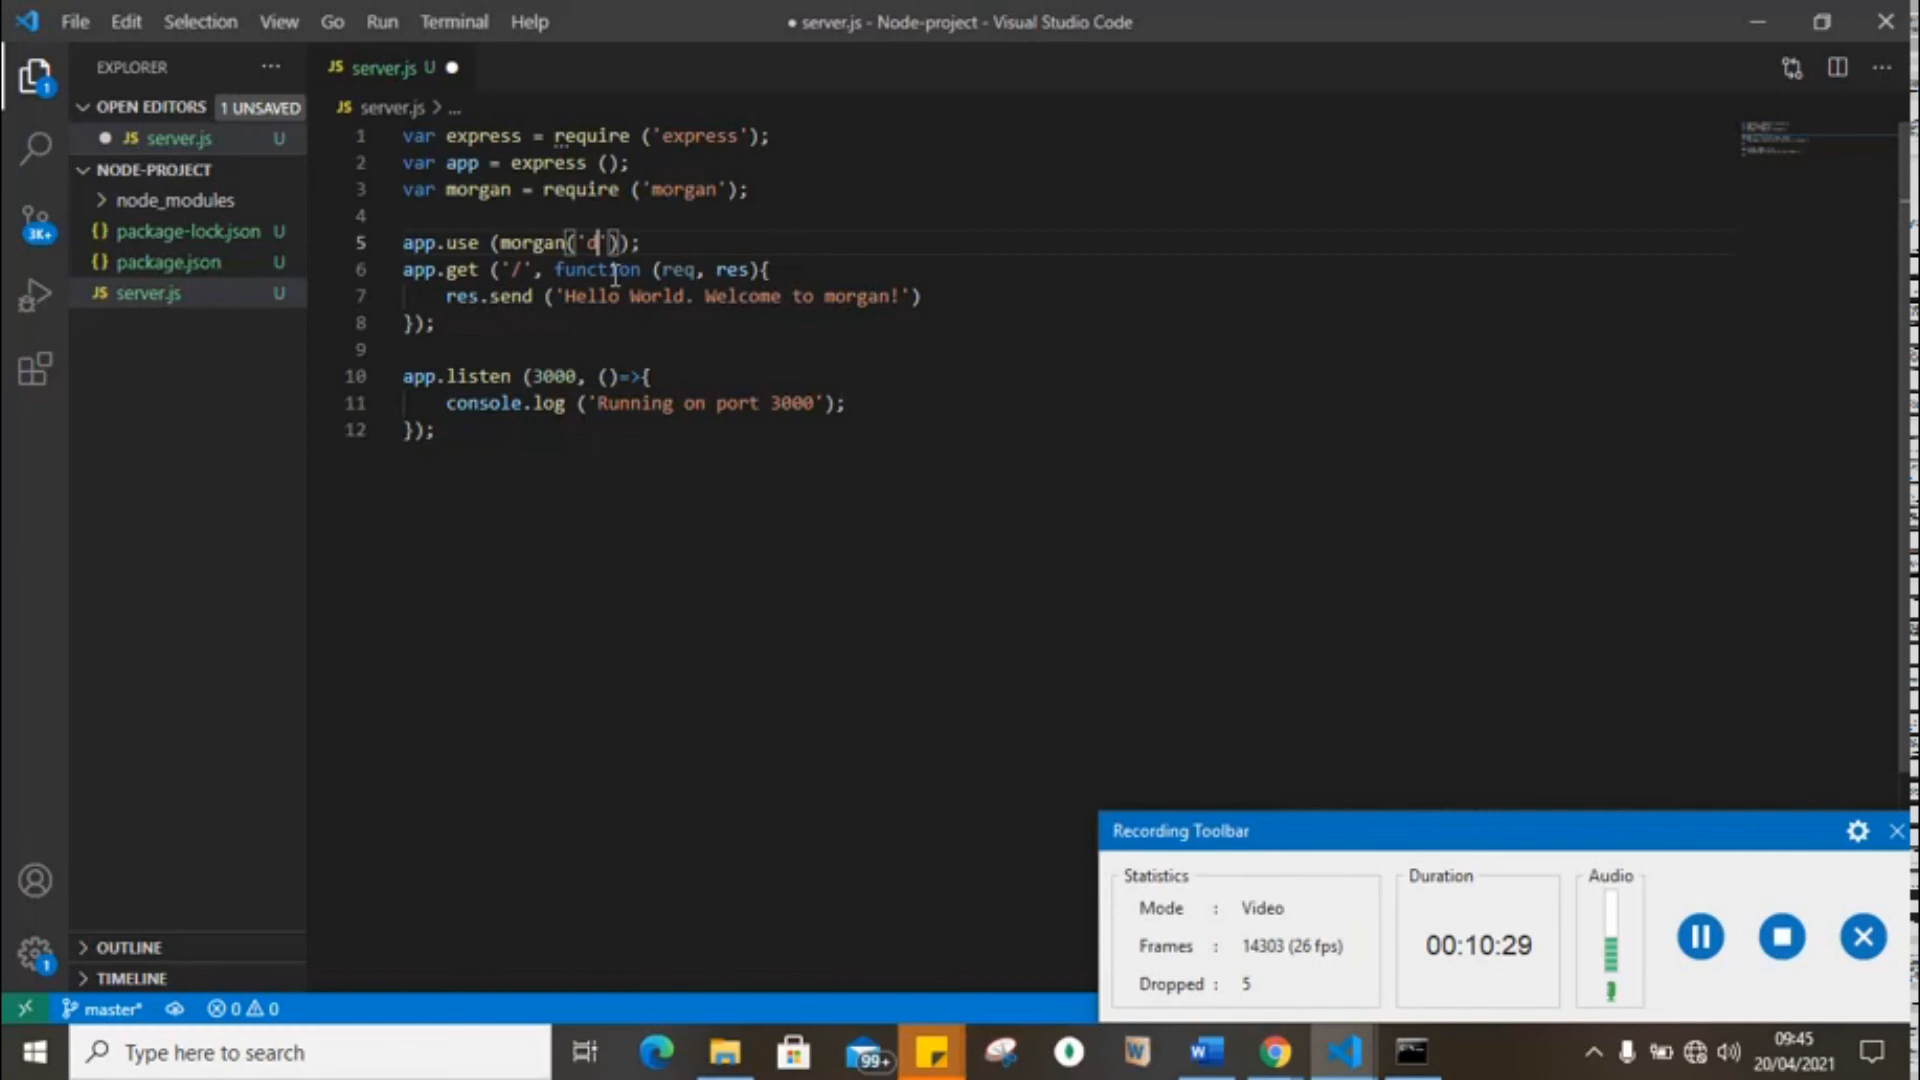 File Edit Selection View Go Run Terminal Help
● server.js - Node-project - Visual Studio Code
EXPLORER ...
OPEN EDITORS 1 UNSAVED
● JS server.js U
NODE-PROJECT
node_modules
{} package-lock.json U
{} package.json U
JS server.js U
OUTLINE
TIMELINE
1
3K+
1
JS server.js U ●
JS server.js > ...
1 var express = require ('express');
2 var app = express ();
3 var morgan = require ('morgan');
4
5 app.use (morgan('d'));
6 app.get ('/', function (req, res){
7 res.send ('Hello World. Welcome to morgan!')
8 });
9
10 app.listen (3000, ()=>{
11 console.log ('Running on port 3000');
12 });
Recording Toolbar
Statistics
Mode : Video
Frames : 14303 (26 fps)
Dropped : 5
Duration
00:10:29
Audio
master* 0 0
Type here to search
99+
W
W
09:45
20/04/2021